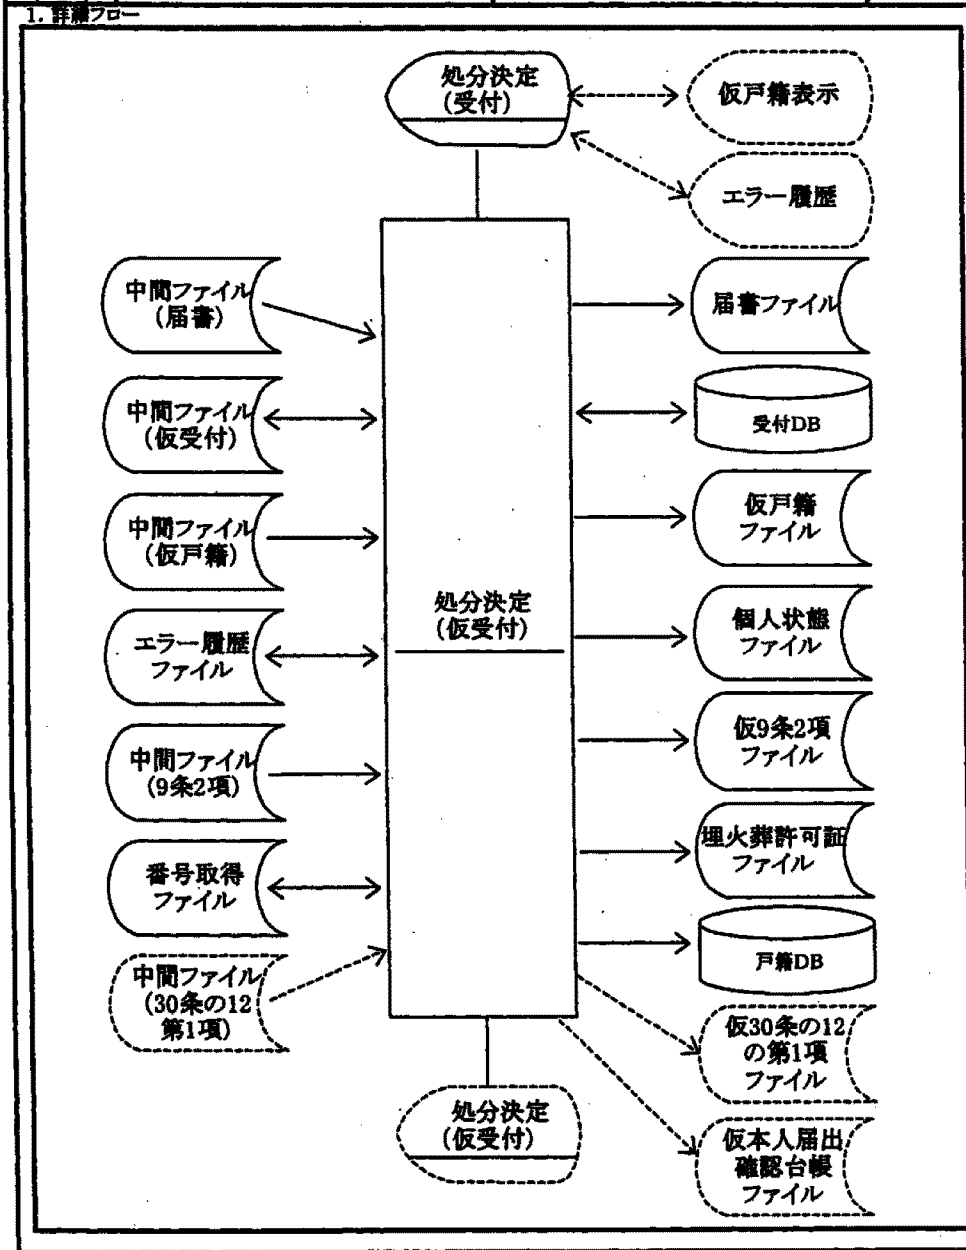 1. 詳細フロー
処分決定
(受付)
仮戸籍表示
エラー履歴
中間ファイル
(届書)
届書ファイル
中間ファイル
(仮受付)
受付DB
中間ファイル
(仮戸籍)
仮戸籍
ファイル
処分決定
(仮受付)
エラー履歴
ファイル
個人状態
ファイル
中間ファイル
(9条2項)
仮9条2項
ファイル
番号取得
ファイル
埋火葬許可証
ファイル
戸籍DB
中間ファイル
(30条の12
第1項)
仮30条の12
の第1項
ファイル
処分決定
(仮受付)
仮本人届出
確認台帳
ファイル